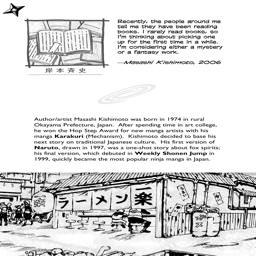 Recently, the people around me
tell me they have been reading
books. I rarely read books, so
I'm thinking about picking one
up for the first time in a while.
I'm considering either a mystery
or a fantasy work.
—Masashi Kishimoto, 2006
岸本斉史
Author/artist Masashi Kishimoto was born in 1974 in rural
Okayama Prefecture, Japan. After spending time in art college,
he won the Hop Step Award for new manga artists with his
manga Karakuri (Mechanism). Kishimoto decided to base his
next story on traditional Japanese culture. His first version of
Naruto, drawn in 1997, was a one-shot story about fox spirits;
his final version, which debuted in Weekly Shonen Jump in
1999, quickly became the most popular ninja manga in Japan.
ラーメン 楽